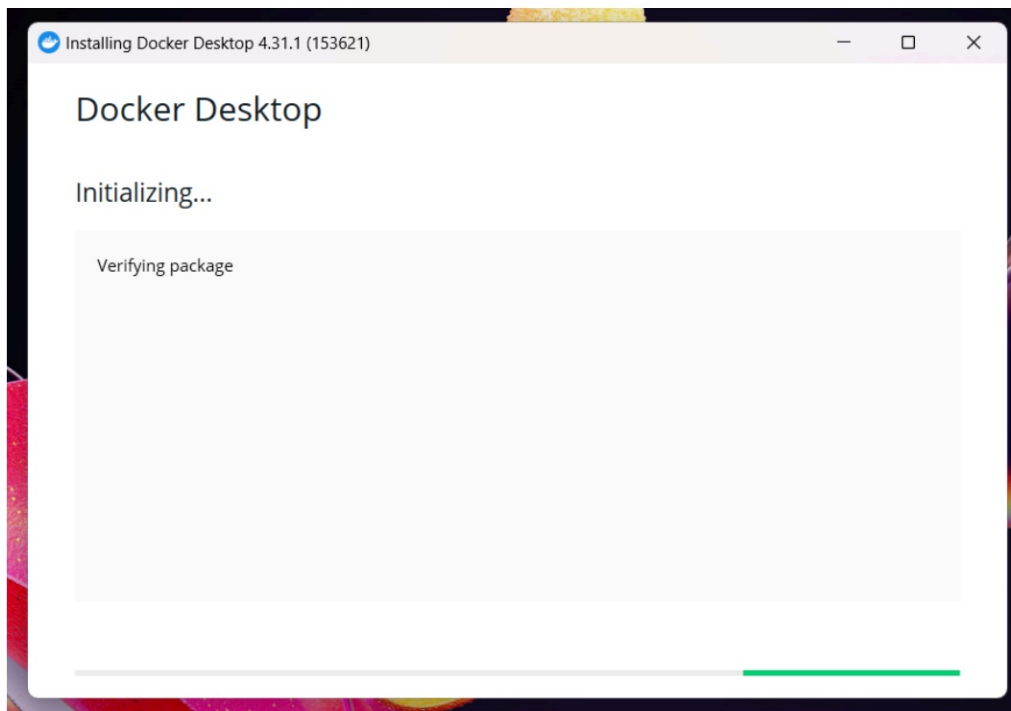 Installing Docker Desktop 4.31.1 (153621)
Docker Desktop
Initializing...
Verifying package